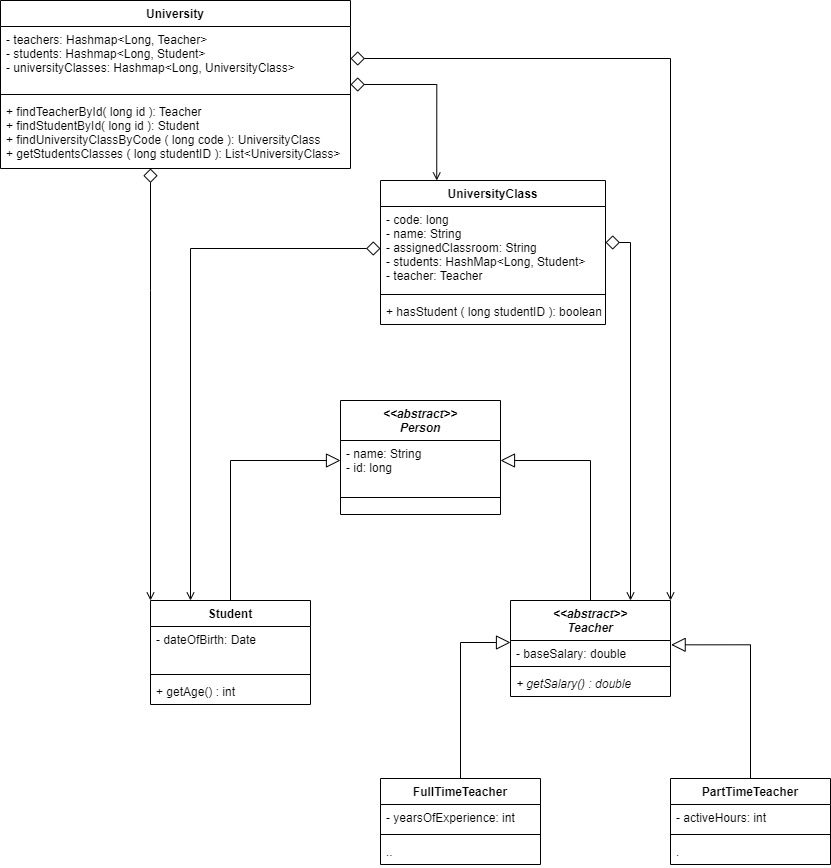 University
- teachers: Hashmap<Long, Teacher>
- students: Hashmap<Long, Student>
- universityClasses: Hashmap<Long, UniversityClass>
+ findTeacherById( long id ): Teacher
+ findStudentById( long id ): Student
+ findUniversityClassByCode ( long code ): UniversityClass
+ getStudentsClasses ( long studentID ): List<UniversityClass>
UniversityClass
- code: long
- name: String
- assignedClassroom: String
- students: HashMap<Long, Student>
- teacher: Teacher
+ hasStudent ( long studentID ): boolean
<<abstract>>
Person
- name: String
- id: long
Student
- dateOfBirth: Date
+ getAge() : int
<<abstract>>
Teacher
- baseSalary: double
+ getSalary() : double
FullTimeTeacher
- yearsOfExperience: int
..
PartTimeTeacher
- activeHours: int
.